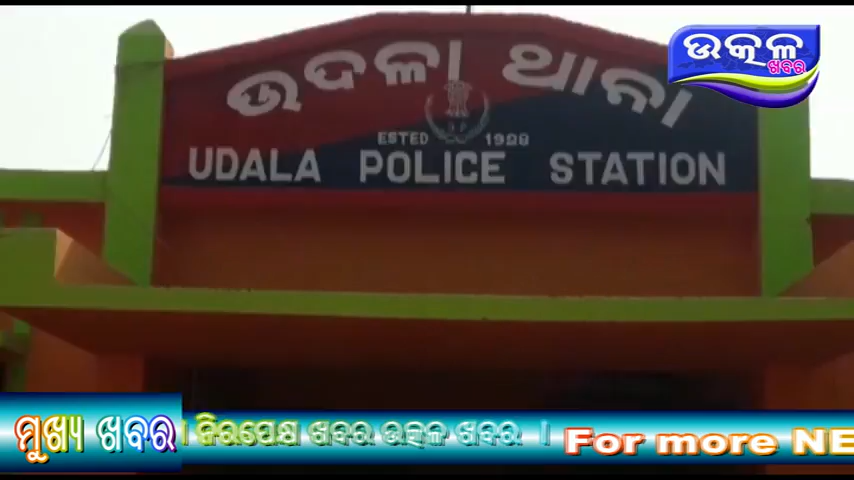 ଉଦଳା ଥାନା
ESTED 1928
UDALA POLICE STATION
ଉତ୍କଳ
ଖବର
ମୁଖ୍ୟ ଖବର
। ନିରପେକ୍ଷ ଖବର ଉତ୍କଳ ଖବର । For more NE